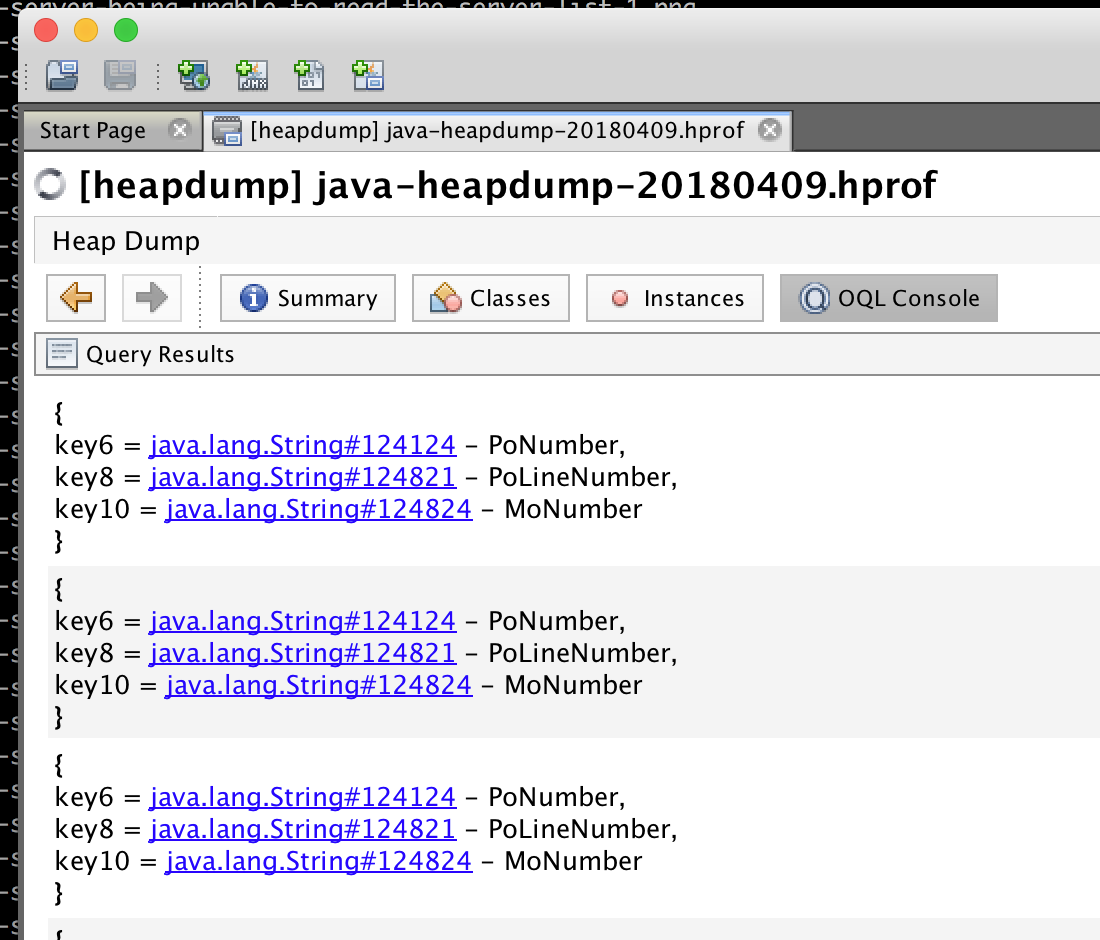 -server-being-unable-to-read-the-server-list-1.png
Start Page
[heapdump] java-heapdump-20180409.hprof
[heapdump] java-heapdump-20180409.hprof
Heap Dump
Summary Classes Instances OQL Console
Query Results
{
key6 = java.lang.String#124124 – PoNumber,
key8 = java.lang.String#124821 – PoLineNumber,
key10 = java.lang.String#124824 – MoNumber
}
{
key6 = java.lang.String#124124 – PoNumber,
key8 = java.lang.String#124821 – PoLineNumber,
key10 = java.lang.String#124824 – MoNumber
}
{
key6 = java.lang.String#124124 – PoNumber,
key8 = java.lang.String#124821 – PoLineNumber,
key10 = java.lang.String#124824 – MoNumber
}
{